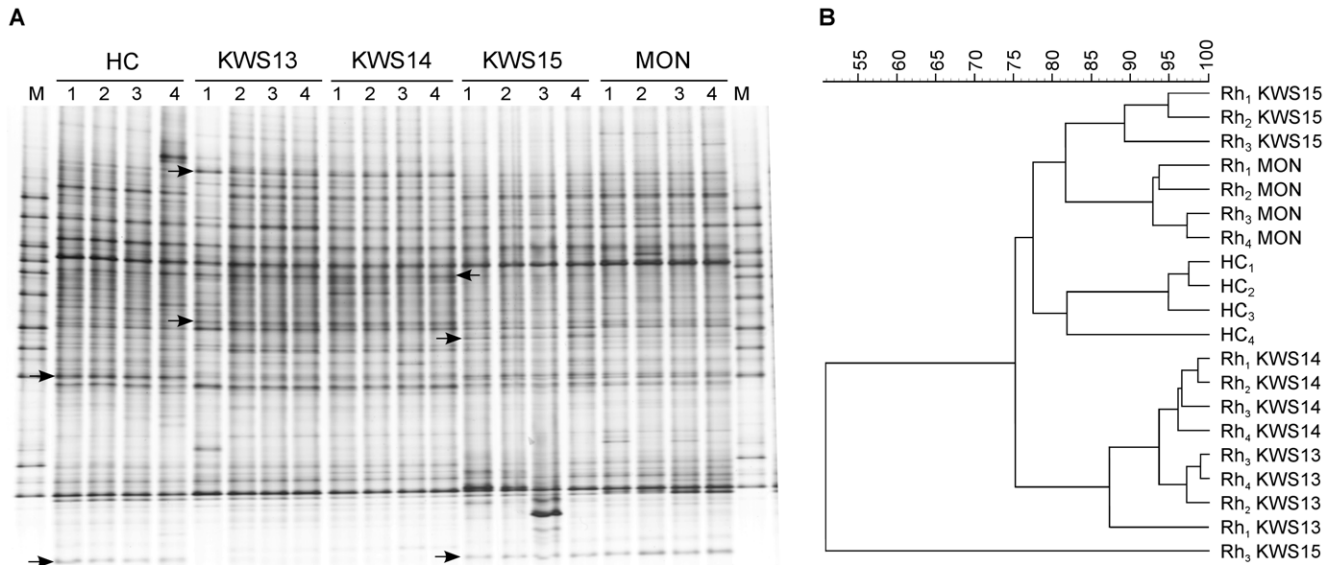 A
HC KWS13 KWS14 KWS15 MON
M 1 2 3 4 1 2 3 4 1 2 3 4 1 2 3 4 1 2 3 4 M
B
55 60 65 70 75 80 85 90 95 100
Rh₁ KWS15
Rh₂ KWS15
Rh₃ KWS15
Rh₁ MON
Rh₂ MON
Rh₃ MON
Rh₄ MON
HC₁
HC₂
HC₃
HC₄
Rh₁ KWS14
Rh₂ KWS14
Rh₃ KWS14
Rh₄ KWS14
Rh₃ KWS13
Rh₄ KWS13
Rh₂ KWS13
Rh₁ KWS13
Rh₃ KWS15